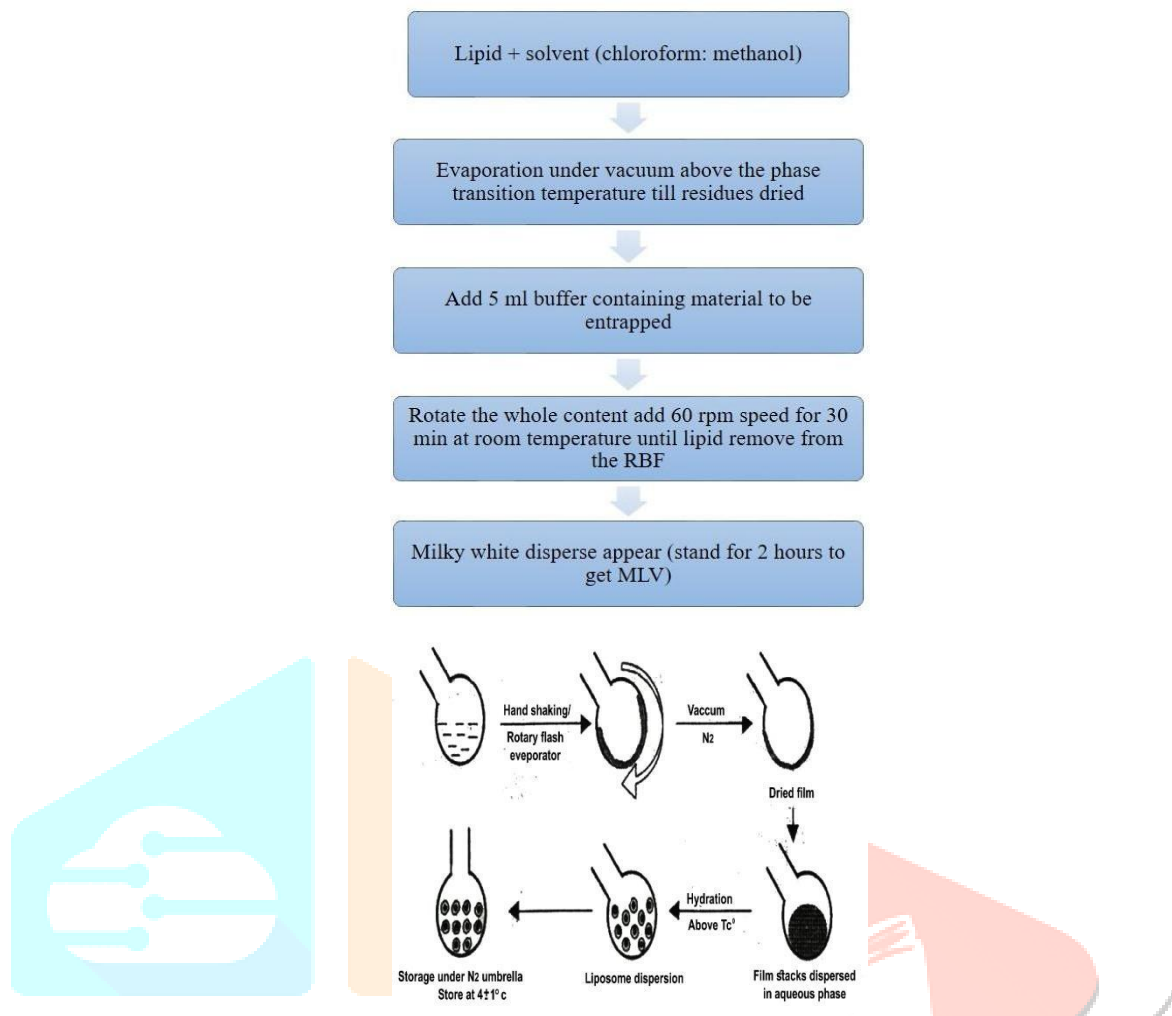 Lipid + solvent (chloroform: methanol)
Evaporation under vacuum above the phase
transition temperature till residues dried
Add 5 ml buffer containing material to be
entrapped
Rotate the whole content add 60 rpm speed for 30
min at room temperature until lipid remove from
the RBF
Milky white disperse appear (stand for 2 hours to
get MLV)
Hand shaking/
Rotary flash
eveporator
Vaccum
N2
Dried film
Hydration
Above Tc°
Storage under N2 umbrella
Store at 4±1° c
Liposome dispersion
Film stacks dispersed
in aqueous phase